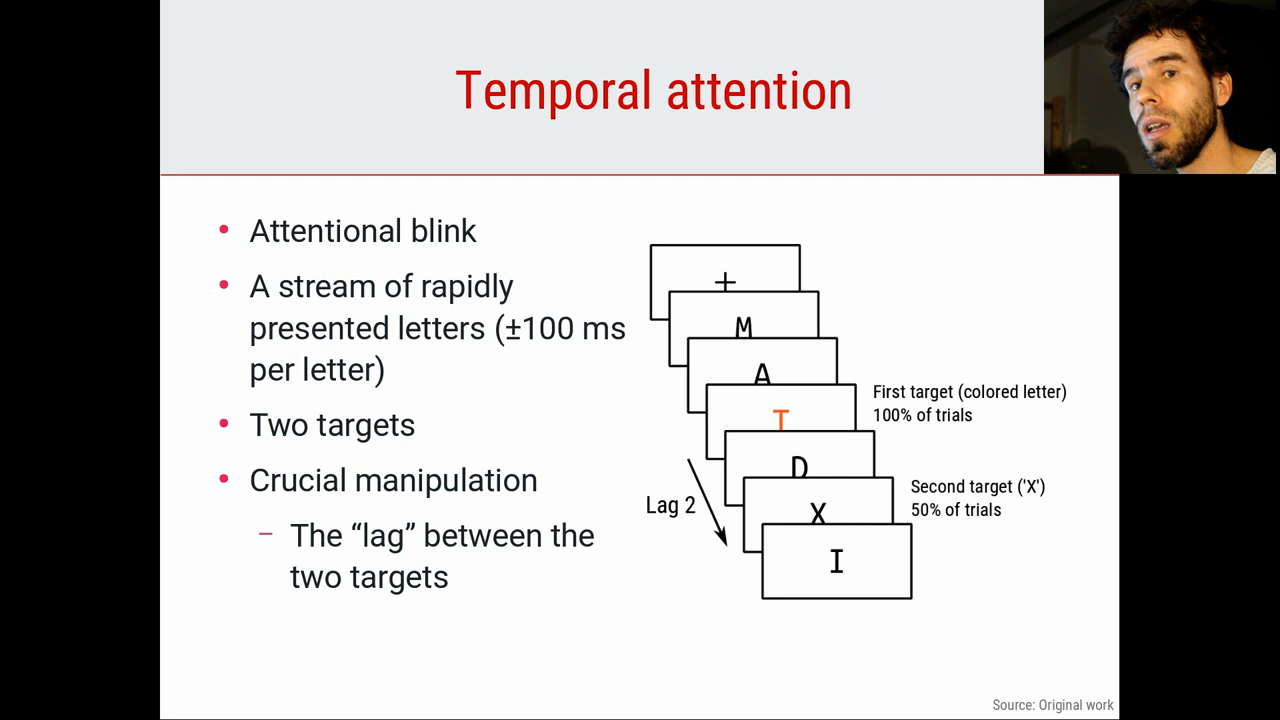 Temporal attention
• Attentional blink
• A stream of rapidly
presented letters (±100 ms
per letter)
• Two targets
• Crucial manipulation
– The “lag” between the
two targets
+
M
A
T
First target (colored letter)
100% of trials
D
Lag 2
X
Second target ('X')
50% of trials
I
Source: Original work